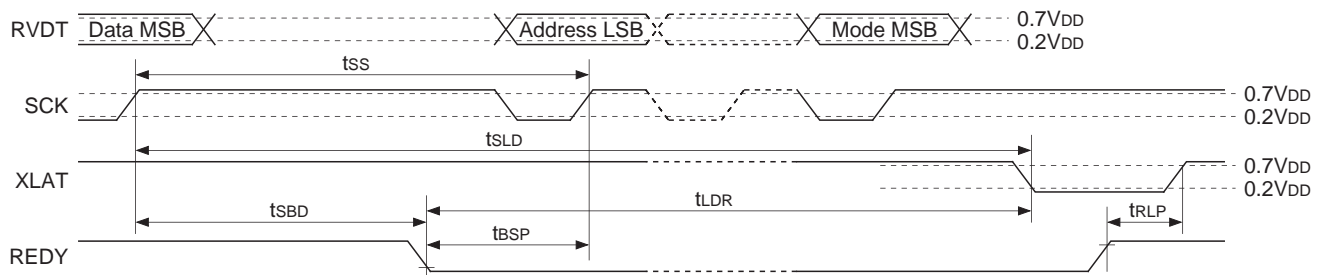 RVDT Data MSB Address LSB Mode MSB 0.7VDD
0.2VDD
tSS
SCK 0.7VDD
0.2VDD
tSLD
XLAT 0.7VDD
0.2VDD
tSBD tLDR tRLP
tBSP
REDY